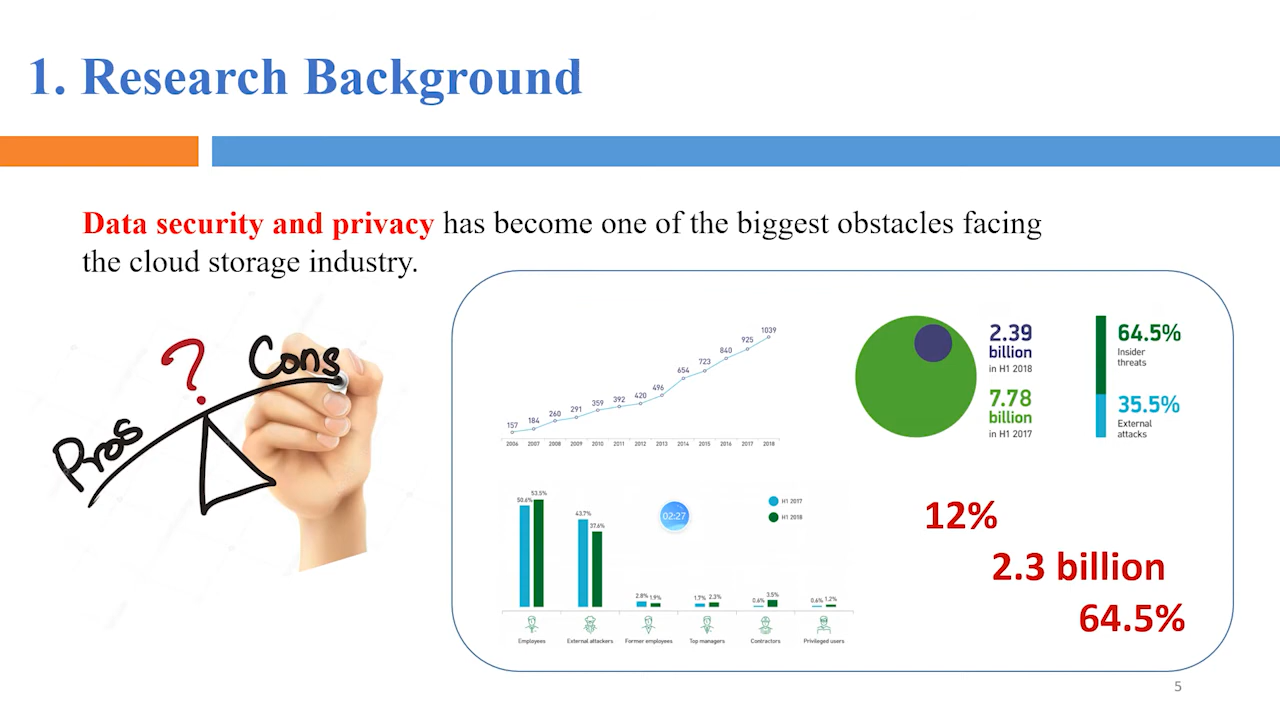 1. Research Background
Data security and privacy has become one of the biggest obstacles facing
the cloud storage industry.
?
Cons
Pros
157 184 260 291 359 392 420 496 654 723 840 925 1039
2006 2007 2008 2009 2010 2011 2012 2013 2014 2015 2016 2017 2018
2.39
billion
in H1 2018
7.78
billion
in H1 2017
64.5%
Insider
threats
35.5%
External
attacks
50.6% 53.5% 43.7% 37.6% 2.8% 1.9% 1.7% 2.3% 0.6% 3.5% 0.6% 1.2%
02:27
H1 2017
H1 2018
Employees External attackers Former employees Top managers Contractors Privileged users
12%
2.3 billion
64.5%
5